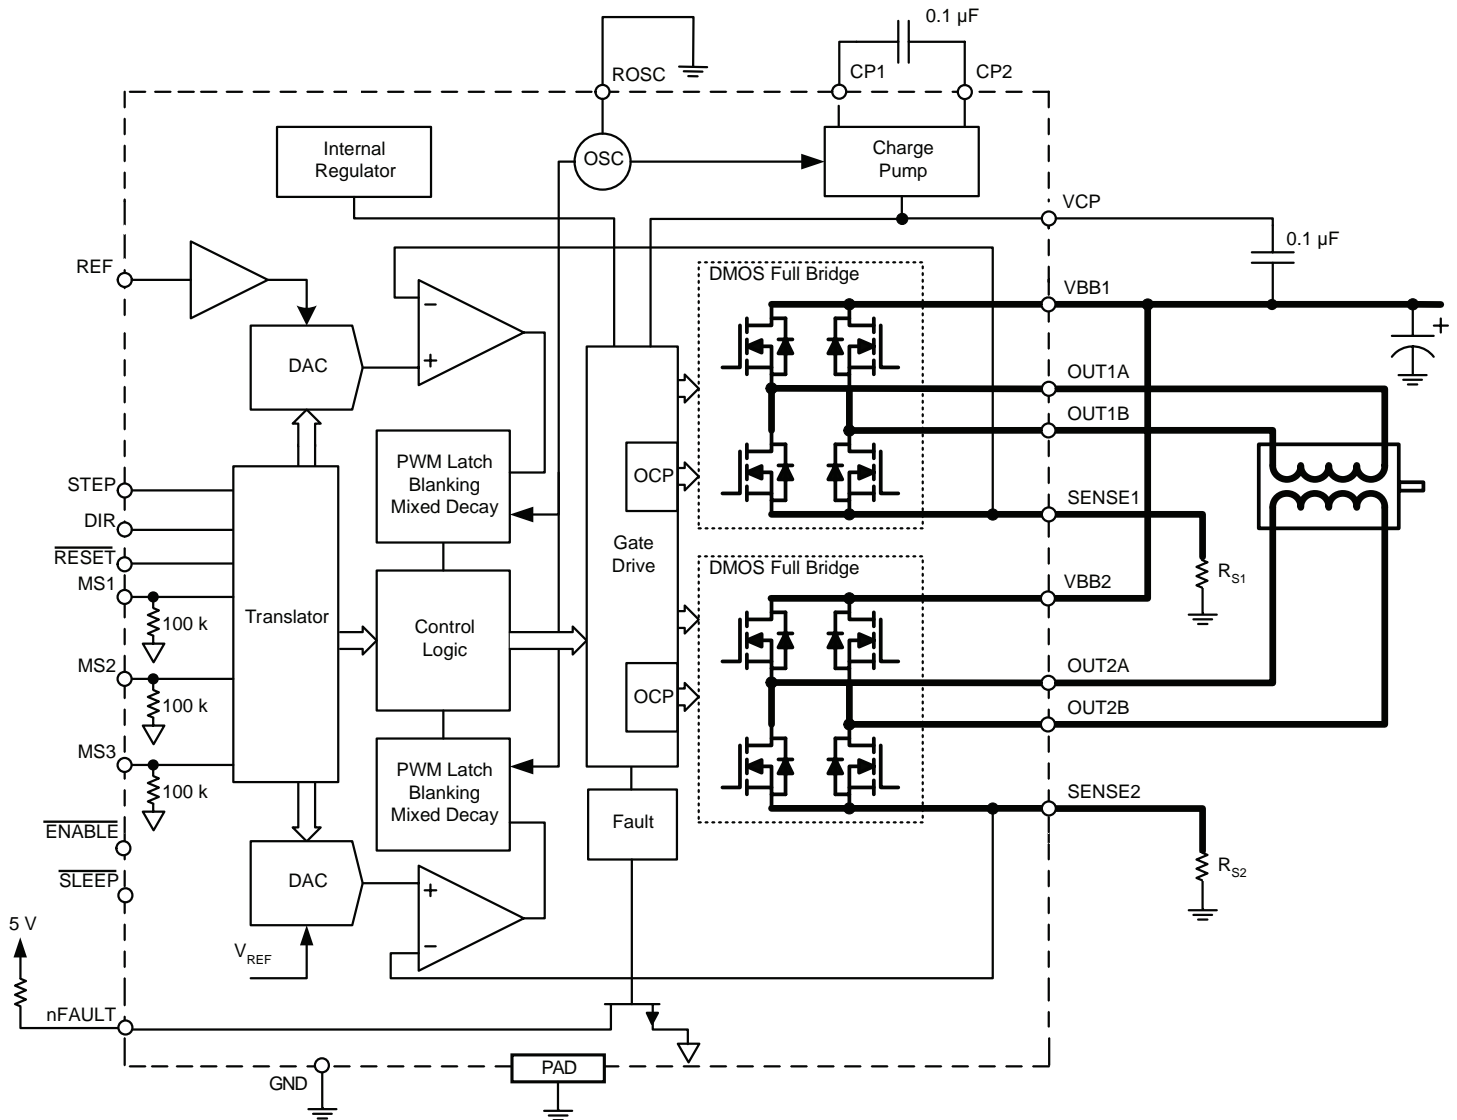 0.1 µF
ROSC
CP1
CP2
Internal
Regulator
OSC
Charge
Pump
VCP
0.1 µF
REF
DMOS Full Bridge
VBB1
−
+
+
DAC
OUT1A
OUT1B
PWM Latch
Blanking
Mixed Decay
OCP
STEP
DIR
RESET
MS1
100 k
MS2
100 k
MS3
100 k
ENABLE
SLEEP
Translator
Control
Logic
Gate
Drive
SENSE1
RS1
DMOS Full Bridge
VBB2
OCP
OUT2A
OUT2B
PWM Latch
Blanking
Mixed Decay
Fault
SENSE2
RS2
DAC
+
−
5 V
VREF
nFAULT
GND
PAD